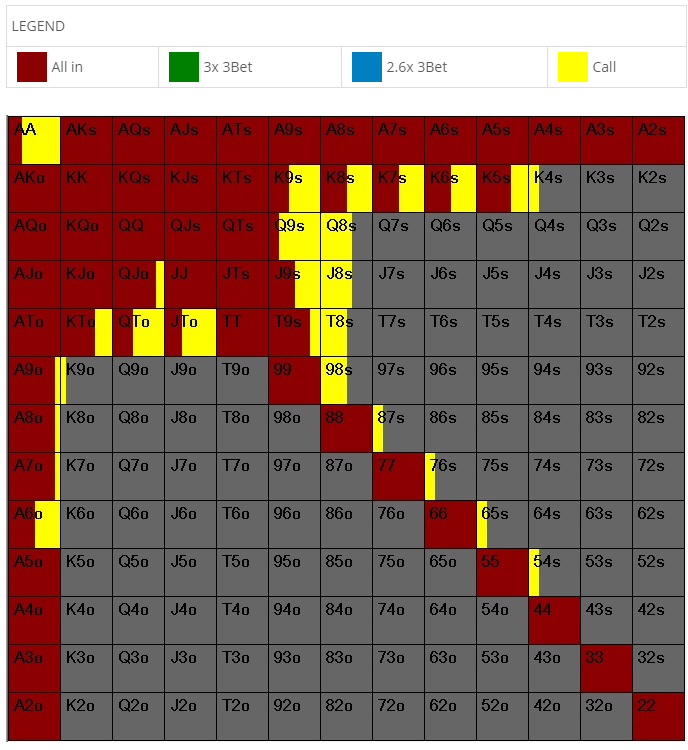 LEGEND
All in 3x 3Bet 2.6x 3Bet Call
AA AKs AQs AJs ATs A9s A8s A7s A6s A5s A4s A3s A2s
AKo KK KQs KJs KTs K9s K8s K7s K6s K5s K4s K3s K2s
AQo KQo QQ QJs QTs Q9s Q8s Q7s Q6s Q5s Q4s Q3s Q2s
AJo KJo QJo JJ JTs J9s J8s J7s J6s J5s J4s J3s J2s
ATo KTo QTo JTo TT T9s T8s T7s T6s T5s T4s T3s T2s
A9o K9o Q9o J9o T9o 99 98s 97s 96s 95s 94s 93s 92s
A8o K8o Q8o J8o T8o 98o 88 87s 86s 85s 84s 83s 82s
A7o K7o Q7o J7o T7o 97o 87o 77 76s 75s 74s 73s 72s
A6o K6o Q6o J6o T6o 96o 86o 76o 66 65s 64s 63s 62s
A5o K5o Q5o J5o T5o 95o 85o 75o 65o 55 54s 53s 52s
A4o K4o Q4o J4o T4o 94o 84o 74o 64o 54o 44 43s 42s
A3o K3o Q3o J3o T3o 93o 83o 73o 63o 53o 43o 33 32s
A2o K2o Q2o J2o T2o 92o 82o 72o 62o 52o 42o 32o 22